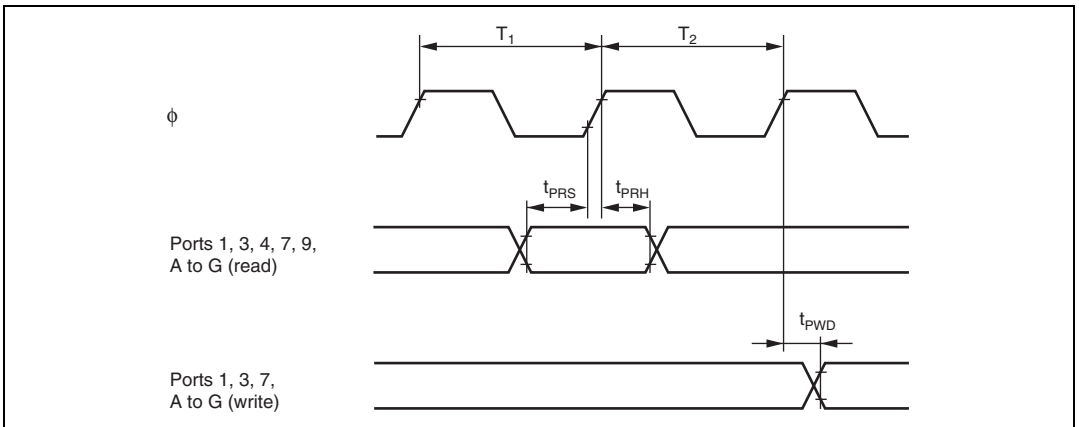 T₁
T₂
ϕ
tPRS
tPRH
Ports 1, 3, 4, 7, 9,
A to G (read)
tPWD
Ports 1, 3, 7,
A to G (write)